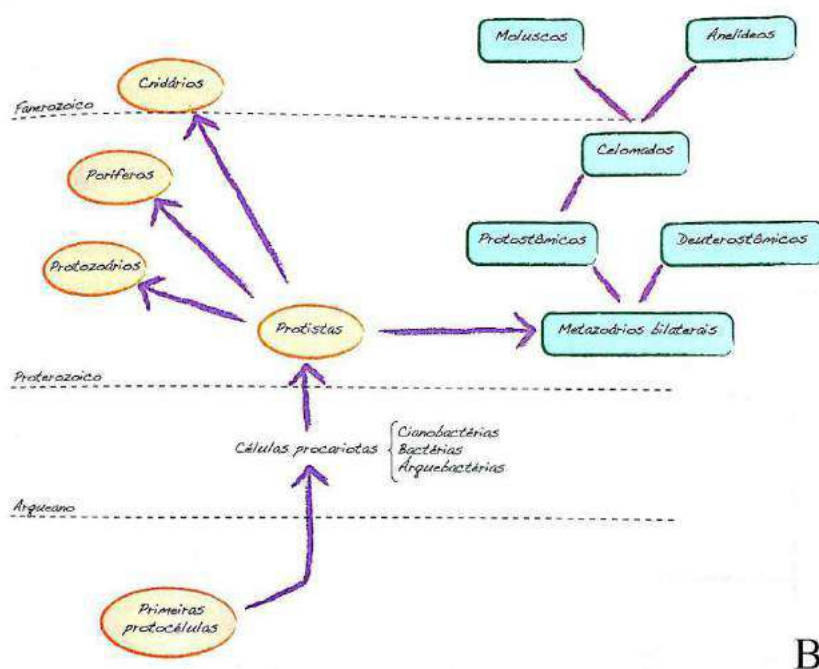 Moluscos
Anelídeos
Cnidários
Fanerozoico
Celomados
Poríferos
Protostômicos
Deuterostômicos
Protozoários
Protistas
Metazoários bilaterais
Proterozoico
Células procariotas
Cianobactérias
Bactérias
Árquebactérias
Arqueano
Primeiras
protocélulas
B